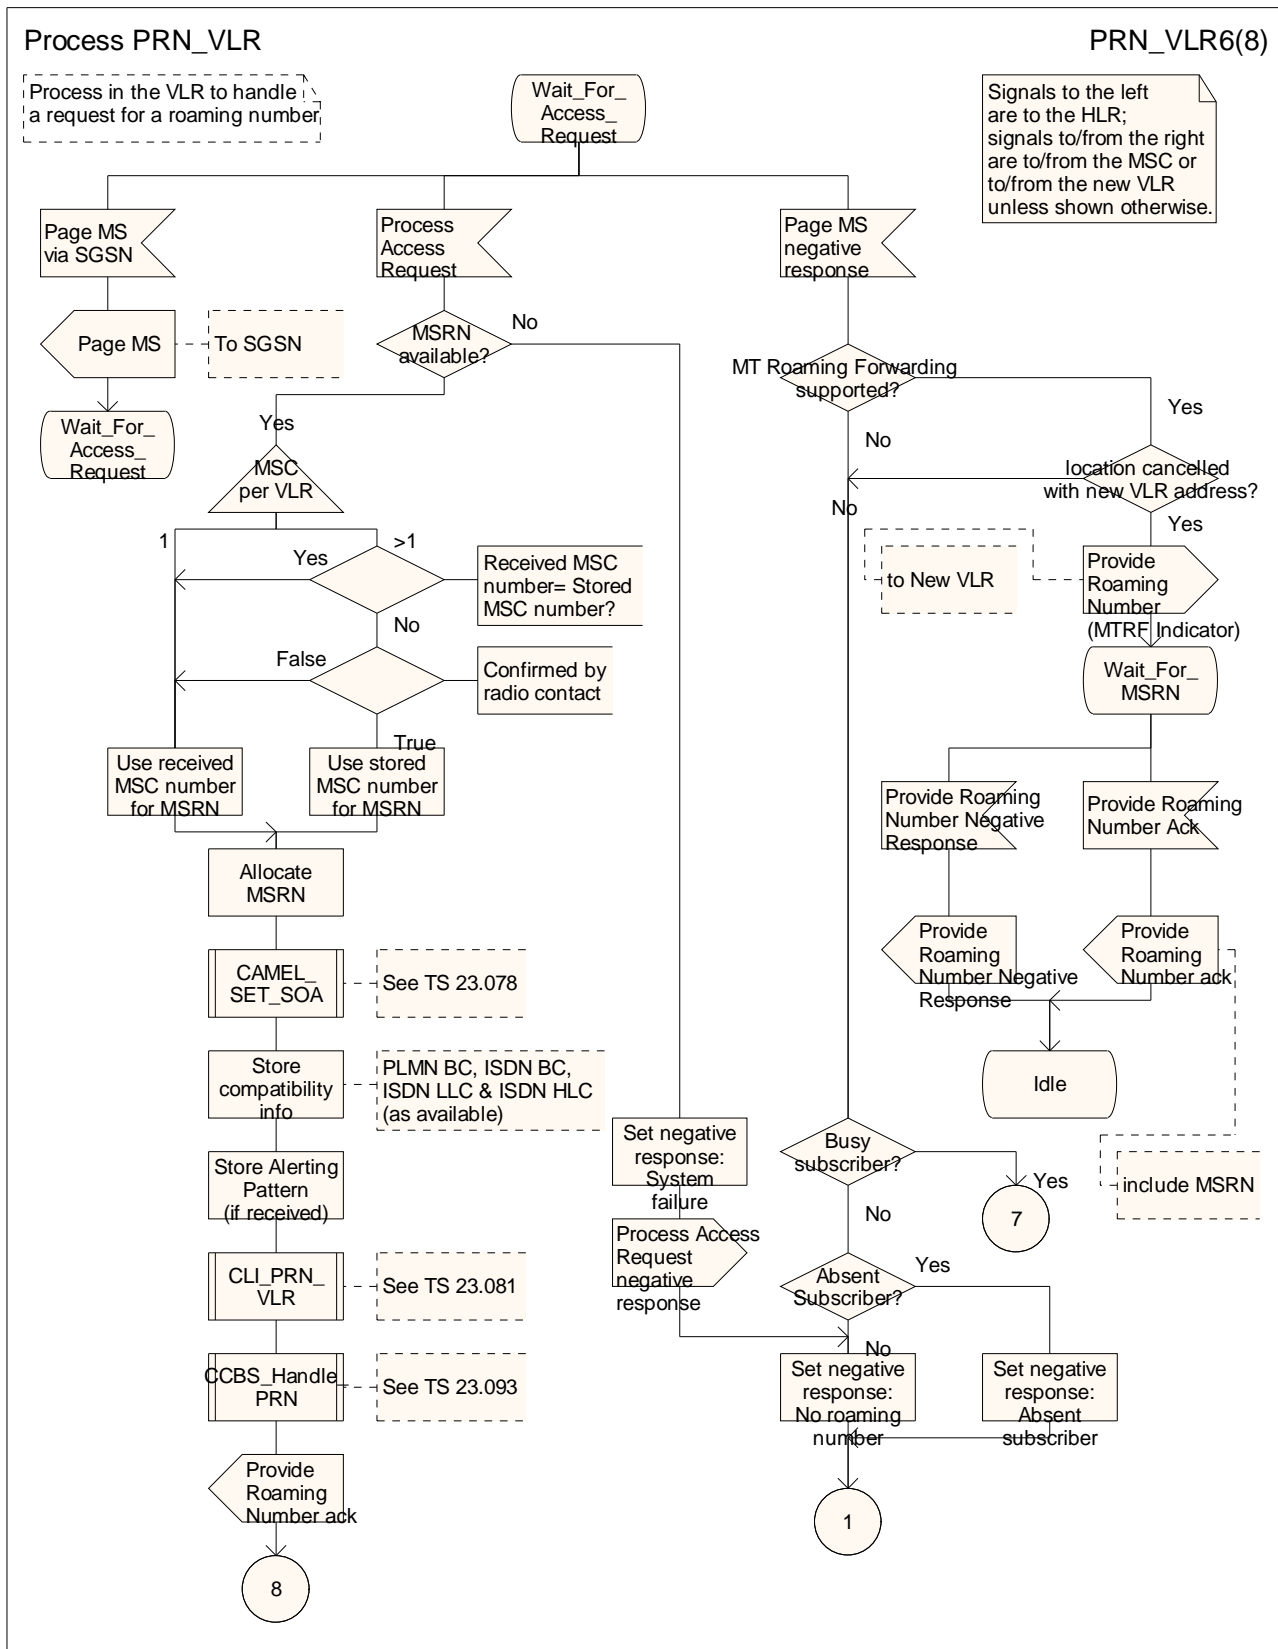 Process PRN_VLR
PRN_VLR6(8)
Process in the VLR to handle
a request for a roaming number
Wait_For_
Access_
Request
Signals to the left
are to the HLR;
signals to/from the right
are to/from the MSC or
to/from the new VLR
unless shown otherwise.
Page MS
via SGSN
Process
Access
Request
Page MS
negative
response
Page MS
To SGSN
MSRN
available?
No
MT Roaming Forwarding
supported?
Yes
No
Wait_For_
Access_
Request
Yes
MSC
per VLR
location cancelled
with new VLR address?
No
Yes
1
>1
Yes
Received MSC
number= Stored
MSC number?
No
to New VLR
Provide
Roaming
Number
(MTRF Indicator)
False
Confirmed by
radio contact
True
Wait_For_
MSRN
Use received
MSC number
for MSRN
Use stored
MSC number
for MSRN
Provide Roaming
Number Negative
Response
Provide Roaming
Number Ack
Allocate
MSRN
Provide
Roaming
Number Negative
Response
Provide
Roaming
Number ack
CAMEL_
SET_SOA
See TS 23.078
Store
compatibility
info
PLMN BC, ISDN BC,
ISDN LLC & ISDN HLC
(as available)
Idle
Set negative
response:
System
failure
Busy
subscriber?
Yes
No
7
include MSRN
Store Alerting
Pattern
(if received)
Process Access
Request
negative
response
CLI_PRN_
VLR
See TS 23.081
Absent
Subscriber?
Yes
No
CCBS_Handle_
PRN
See TS 23.093
Set negative
response:
No roaming
number
Set negative
response:
Absent
subscriber
Provide
Roaming
Number ack
1
8